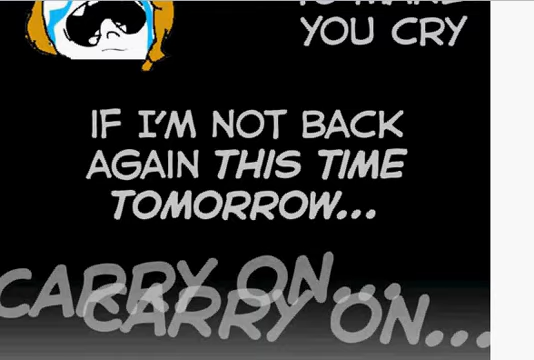 YOU CRY
IF I'M NOT BACK
AGAIN THIS TIME
TOMORROW...
CARRY ON...
CARRY ON...